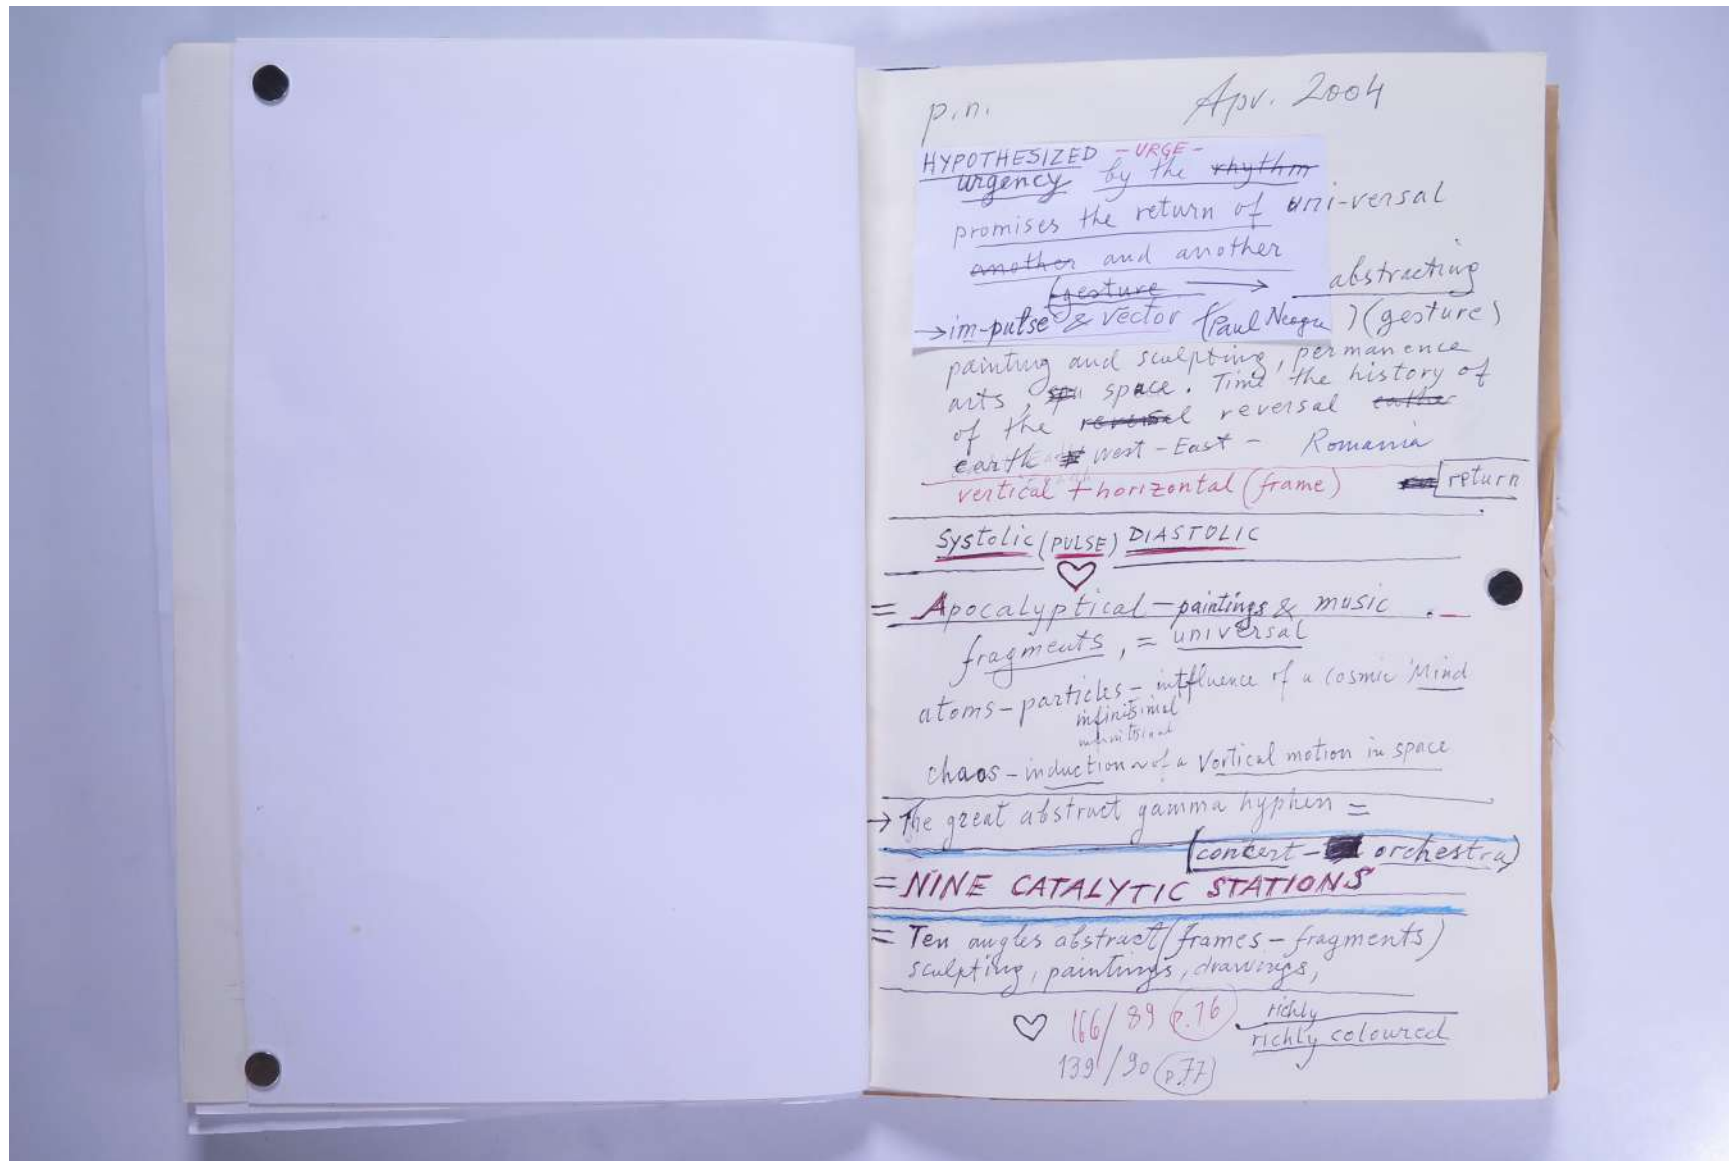 p.n. Apr. 2004
HYPOTHESIZED - URGE -
urgency by the rhythm
promises the return of uni-versal
another and another
(gesture → abstracting
→ im-pulse & vector (Paul Neagu) (gesture)
painting and sculpting, permanence
arts, space. Time the history of
of the reversal reversal
earth west - East - Romania
vertical + horizontal (frame) return
Systolic (PULSE) DIASTOLIC
= Apocalyptical - paintings & music .
fragments, = universal
atoms - particles - intfluence of a cosmic Mind
infinitsimal
chaos - induction of a Vortical motion in space
→ The great abstract gamma hyphen =
(concert - orchestra)
= NINE CATALYTIC STATIONS
= Ten angles abstract (frames - fragments)
sculpting, paintings, drawings,
166/89 p.76 richly
richly coloured
139/90 p.77